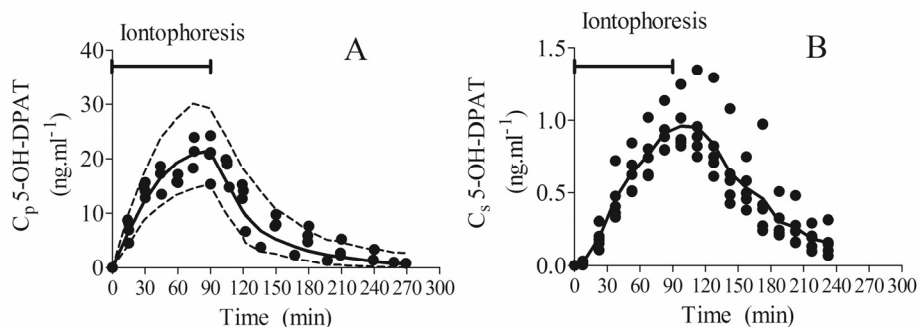 Iontophoresis
A
C_p 5-OH-DPAT
(ng.ml⁻¹)
40
30
20
10
0
0 30 60 90 120 150 180 210 240 270 300
Time (min)
Iontophoresis
B
C_s 5-OH-DPAT
(ng.ml⁻¹)
1.5
1.0
0.5
0.0
0 30 60 90 120 150 180 210 240 270 300
Time (min)